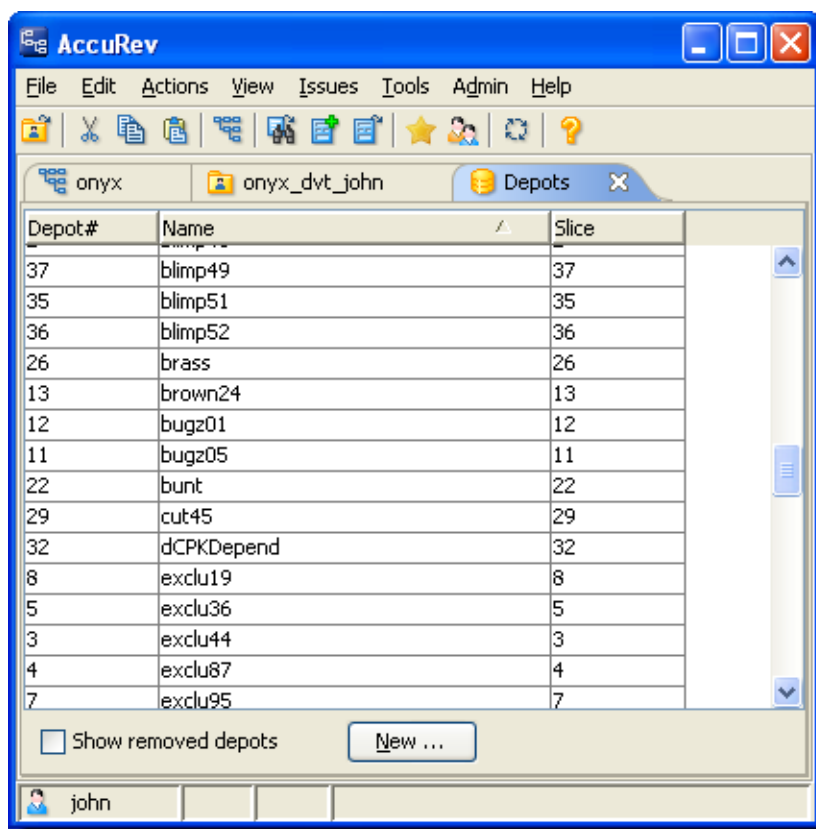 AccuRev
File Edit Actions View Issues Tools Admin Help
onyx onyx_dvt_john Depots
Depot# Name Slice
37 blimp49 37
35 blimp51 35
36 blimp52 36
26 brass 26
13 brown24 13
12 bugz01 12
11 bugz05 11
22 bunt 22
29 cut45 29
32 dCPKDepend 32
8 exclu19 8
5 exclu36 5
3 exclu44 3
4 exclu87 4
7 exclu95 7
Show removed depots New ...
john